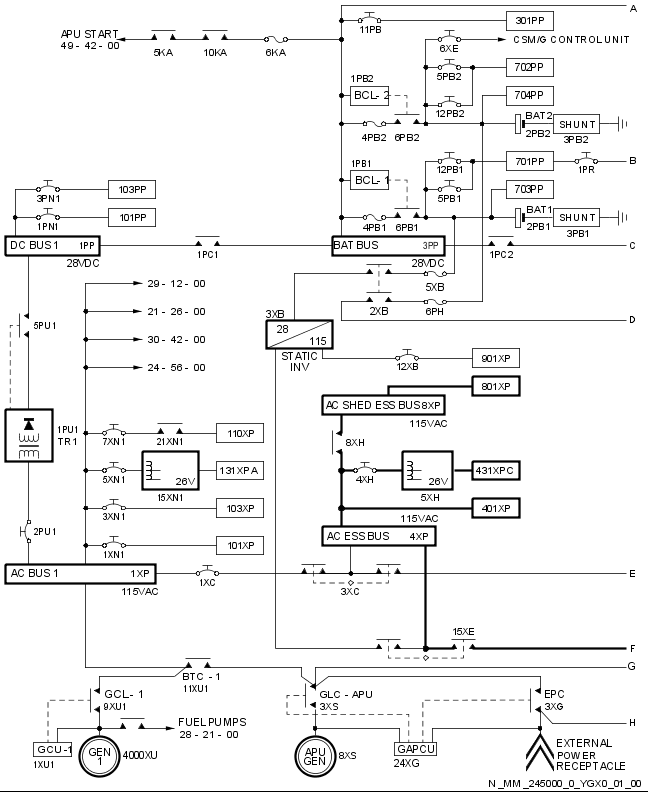 A
APU START
49-42-00
5KA
10KA
6KA
11PB
301PP
6XE
CSM/G CONTROL UNIT
5PB2
702PP
1PB2
BCL-2
704PP
12PB2
4PB2
6PB2
BAT2
2PB2
SHUNT
3PB2
1PB1
BCL-1
12PB1
701PP
1PR
B
5PB1
703PP
4PB1
6PB1
BAT1
2PB1
SHUNT
3PB1
103PP
3PN1
101PP
1PN1
DC BUS 1
1PP
28VDC
1PC1
BAT BUS
3PP
28VDC
1PC2
C
5XB
2XB
6PH
D
29-12-00
21-26-00
30-42-00
24-56-00
5PU1
3XB
28
115
STATIC
INV
12XB
901XP
801XP
AC SHED ESS BUS 8XP
115VAC
1PU1
TR1
7XN1
21XN1
110XP
8XH
5XN1
26V
15XN1
131XPA
4XH
26V
5XH
431XPC
3XN1
103XP
401XP
2PU1
1XN1
101XP
115VAC
AC ESS BUS
4XP
AC BUS 1
1XP
115VAC
1XC
3XC
E
15XE
F
G
BTC-1
11XU1
GCL-1
9XU1
GLC-APU
3XS
EPC
3XG
H
FUEL PUMPS
28-21-00
GCU-1
1XU1
GEN
1
4000XU
APU
GEN
8XS
GAPCU
24XG
EXTERNAL
POWER
RECEPTACLE
N_MM_245000_0_YGX0_01_00